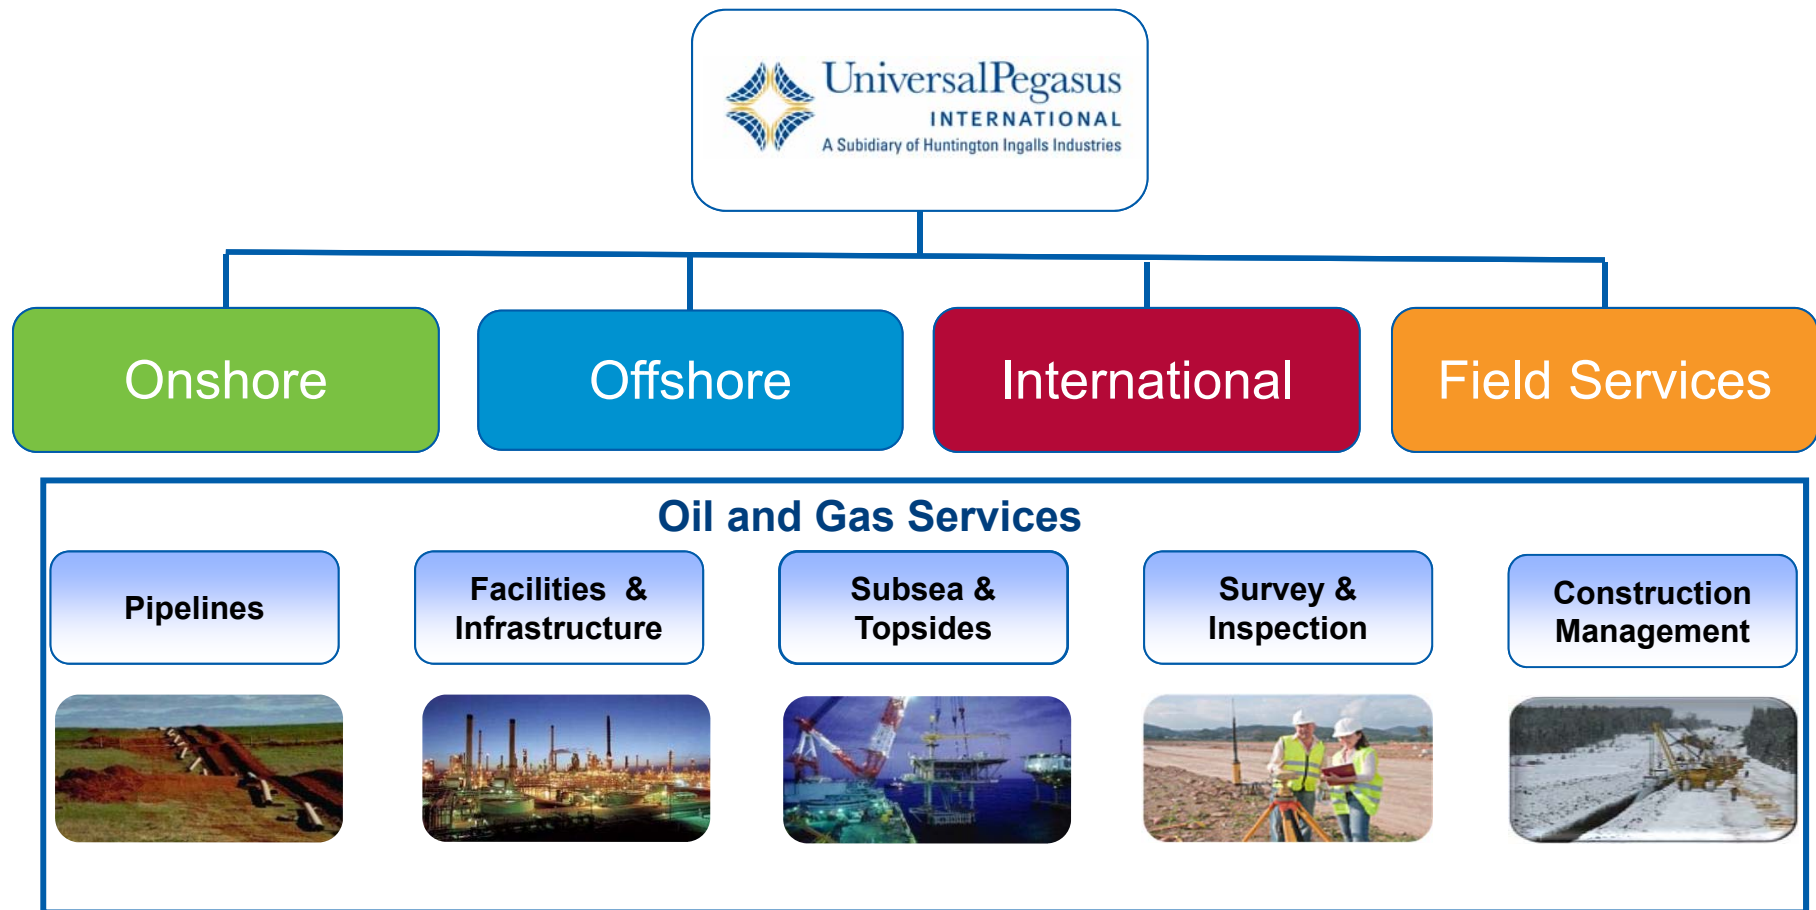 UniversalPegasus
INTERNATIONAL
A Subidiary of Huntington Ingalls Industries
Onshore
Offshore
International
Field Services
Oil and Gas Services
Pipelines
Facilities &
Infrastructure
Subsea &
Topsides
Survey &
Inspection
Construction
Management